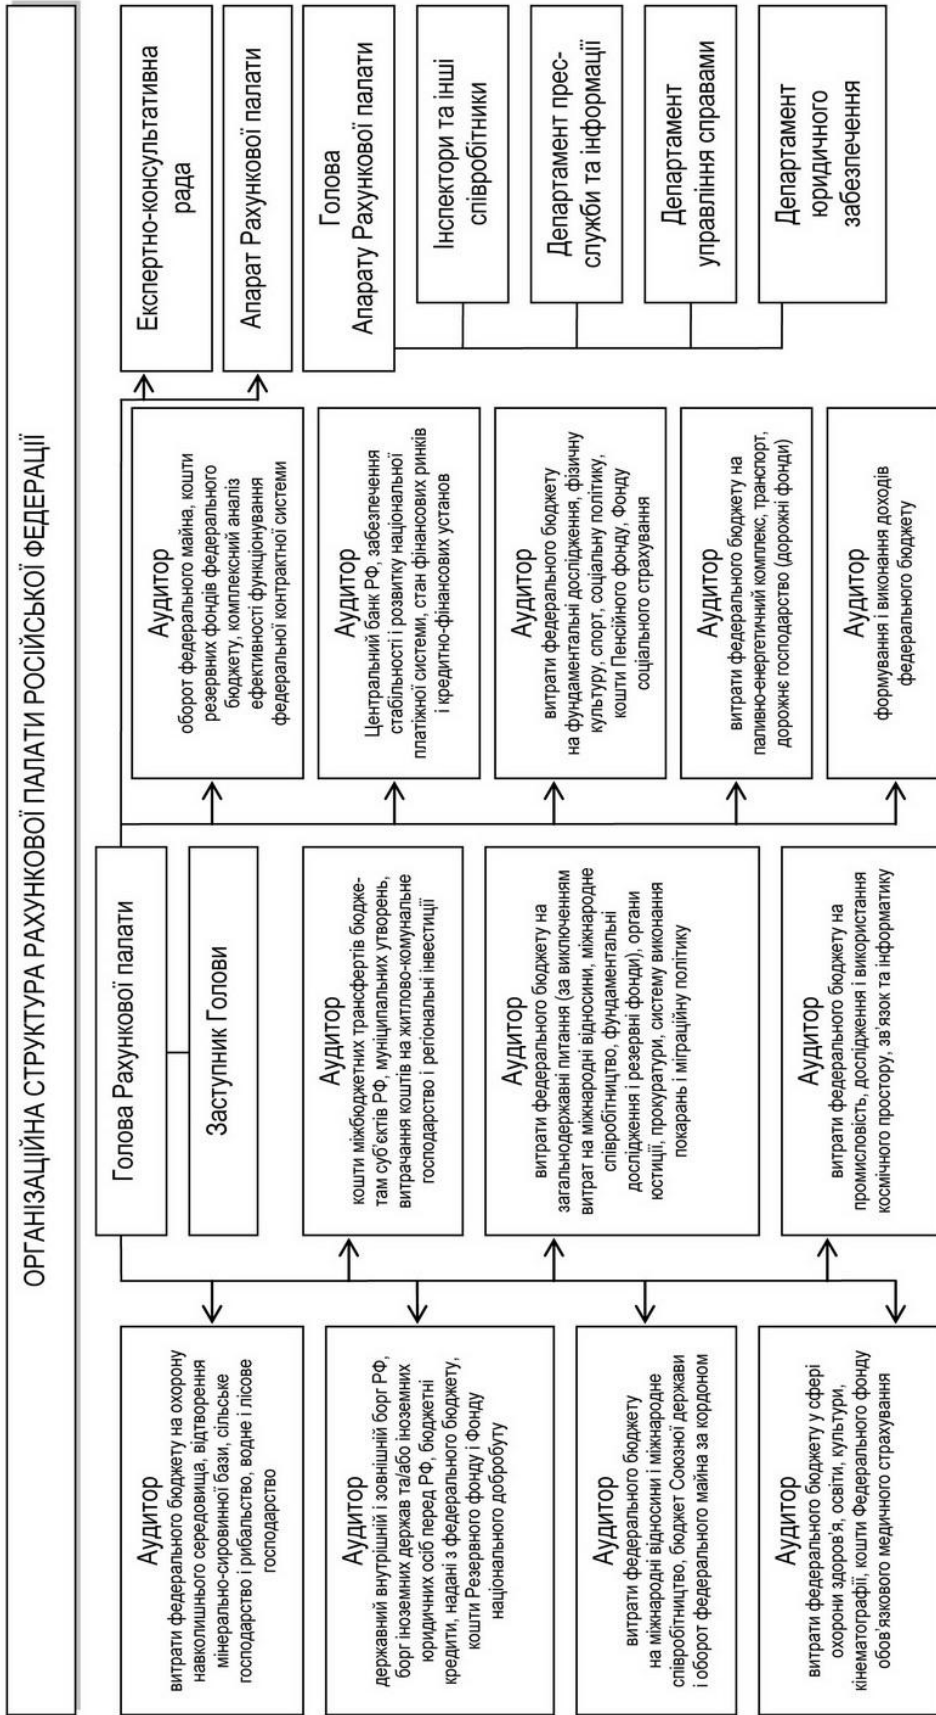 ОРГАНІЗАЦІЙНА СТРУКТУРА РАХУНКОВОЇ ПАЛАТИ РОСІЙСЬКОЇ ФЕДЕРАЦІЇ
Голова Рахункової палати
Заступник Голови
Аудитор
витрати федерального бюджету на охорону
навколишнього середовища, відтворення
мінерально-сировинної бази, сільське
господарство і рибальство, водне і лісове
господарство
Аудитор
державний внутрішній і зовнішній борг РФ,
борг іноземних держав та/або іноземних
юридичних осіб перед РФ, бюджетні
кредити, надані з федерального бюджету,
кошти Резервного фонду і Фонду
національного добробуту
Аудитор
витрати федерального бюджету
на міжнародні відносини і міжнародне
співробітництво, бюджет Союзної держави
і оборот федерального майна за кордоном
Аудитор
витрати федерального бюджету у сфері
охорони здоров'я, освіти, культури,
кінематографії, кошти Федерального фонду
обов'язкового медичного страхування
Аудитор
кошти міжбюджетних трансфертів бюдже-
там суб'єктів РФ, муніципальних утворень,
витрачання коштів на житлово-комунальне
господарство і регіональні інвестиції
Аудитор
витрати федерального бюджету на
загальнодержавні питання (за виключенням
витрат на міжнародні відносини, міжнародне
співробітництво, фундаментальні
дослідження і резервні фонди), органи
юстиції, прокуратури, систему виконання
покарань і міграційну політику
Аудитор
витрати федерального бюджету на
промисловість, дослідження і використання
космічного простору, зв'язок та інформатику
Аудитор
оборот федерального майна, кошти
резервних фондів федерального
бюджету, комплексний аналіз
ефективності функціонування
федеральної контрактної системи
Аудитор
Центральний банк РФ, забезпечення
стабільності і розвитку національної
платіжної системи, стан фінансових ринків
і кредитно-фінансових установ
Аудитор
витрати федерального бюджету
на фундаментальні дослідження, фізичну
культуру, спорт, соціальну політику,
кошти Пенсійного фонду, Фонду
соціального страхування
Аудитор
витрати федерального бюджету на
паливно-енергетичний комплекс, транспорт,
дорожнє господарство (дорожні фонди)
Аудитор
формування і виконання доходів
федерального бюджету
Експертно-консультативна
рада
Апарат Рахункової палати
Голова
Апарату Рахункової палати
Інспектори та інші
співробітники
Департамент прес-
служби та інформації
Департамент
управління справами
Департамент
юридичного
забезпечення